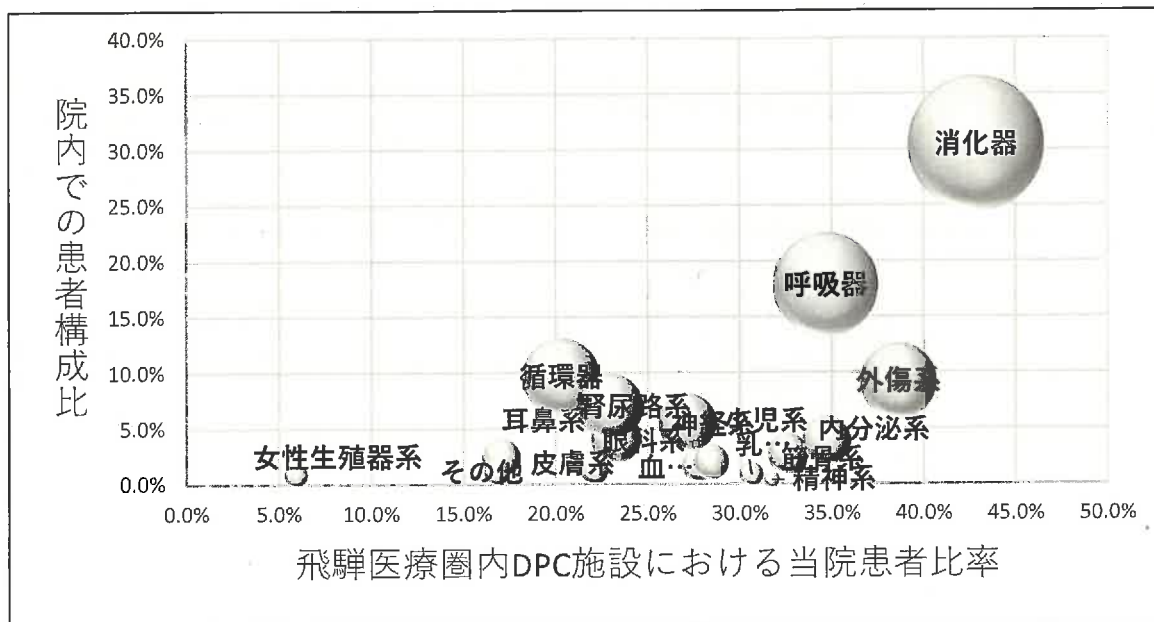 院内での患者構成比
40.0%
35.0%
30.0%
25.0%
20.0%
15.0%
10.0%
5.0%
0.0%
消化器
呼吸器
外傷系
循環器
腎尿路系
耳鼻系
眼科系
神経系
小児系
乳…
内分泌系
女性生殖器系
その他
皮膚系
血…
筋骨系
精神系
0.0% 5.0% 10.0% 15.0% 20.0% 25.0% 30.0% 35.0% 40.0% 45.0% 50.0%
飛騨医療圏内DPC施設における当院患者比率